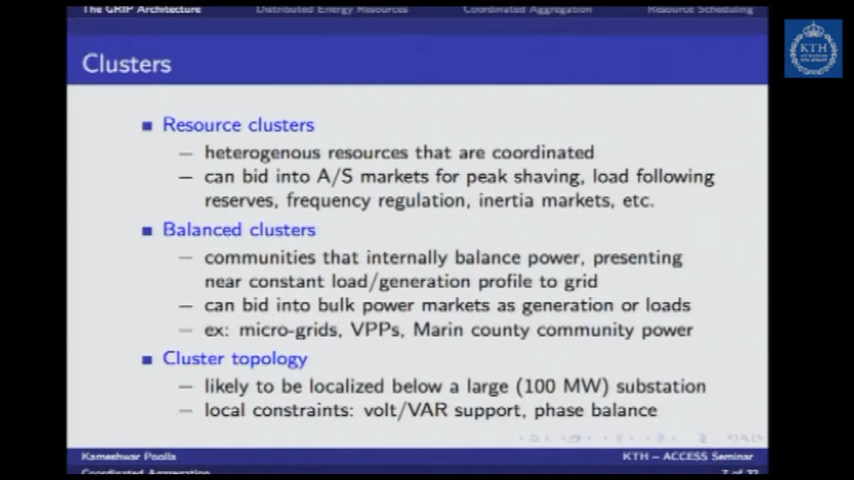 The GRIP Architecture Distributed Energy Resources Coordinated Aggregation Resource Scheduling
KTH
Clusters
Resource clusters
– heterogenous resources that are coordinated
– can bid into A/S markets for peak shaving, load following
reserves, frequency regulation, inertia markets, etc.
Balanced clusters
– communities that internally balance power, presenting
near constant load/generation profile to grid
– can bid into bulk power markets as generation or loads
– ex: micro-grids, VPPs, Marin county community power
Cluster topology
– likely to be localized below a large (100 MW) substation
– local constraints: volt/VAR support, phase balance
Kameshwar Poolla KTH – ACCESS Seminar
Coordinated Aggregation 7 of 32